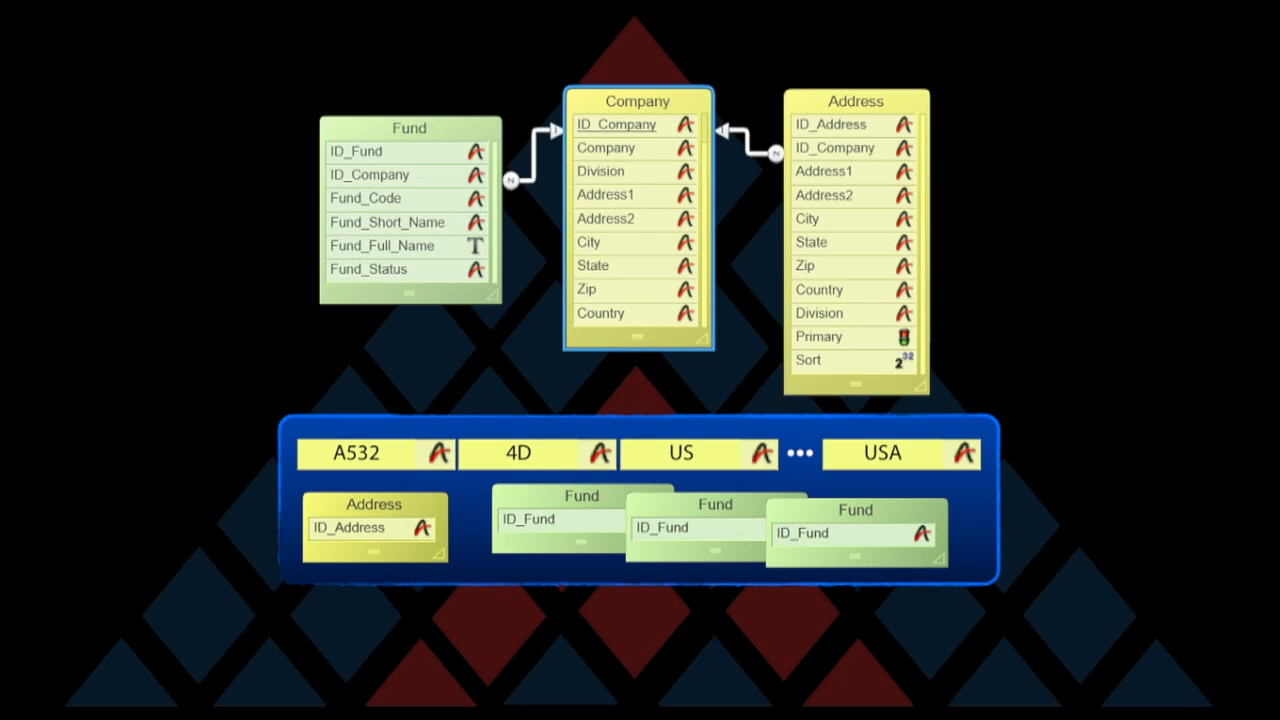 Fund
ID_Fund
ID_Company
Fund_Code
Fund_Short_Name
Fund_Full_Name
Fund_Status
Company
ID_Company
Company
Division
Address1
Address2
City
State
Zip
Country
Address
ID_Address
ID_Company
Address1
Address2
City
State
Zip
Country
Division
Primary
Sort 2^32
A532 4D US ••• USA
Address
ID_Address
Fund
ID_Fund
Fund
ID_Fund
Fund
ID_Fund